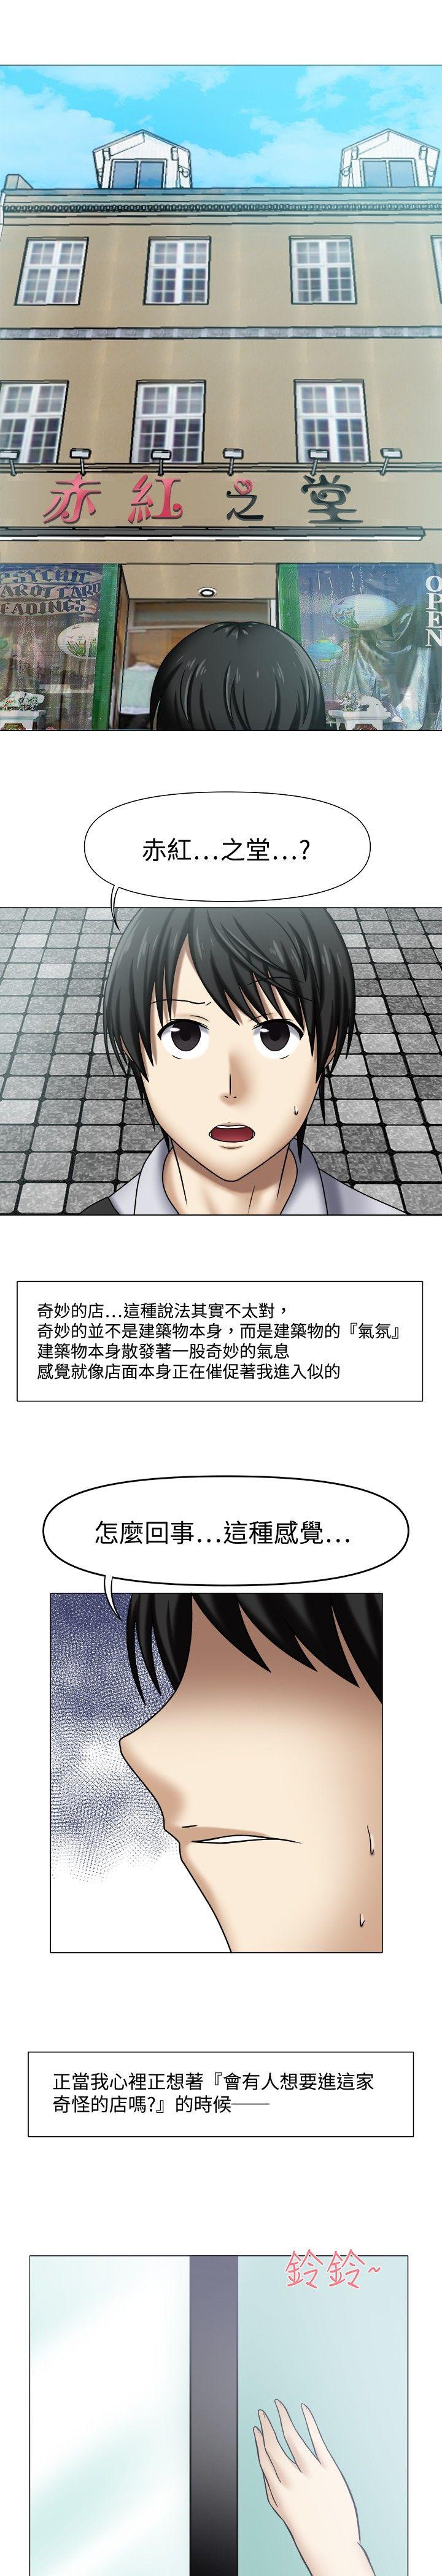 赤紅之堂
PSYCHIC
TAROT CARD
READINGS
OPEN
赤紅...之堂...?
奇妙的店...這種說法其實不太對，
奇妙的並不是建築物本身，而是建築物的『氣氛』
建築物本身散發著一股奇妙的氣息
感覺就像店面本身正在催促著我進入似的
怎麼回事...這種感覺...
正當我心裡正想著『會有人想要進這家
奇怪的店嗎?』的時候——
鈴鈴~